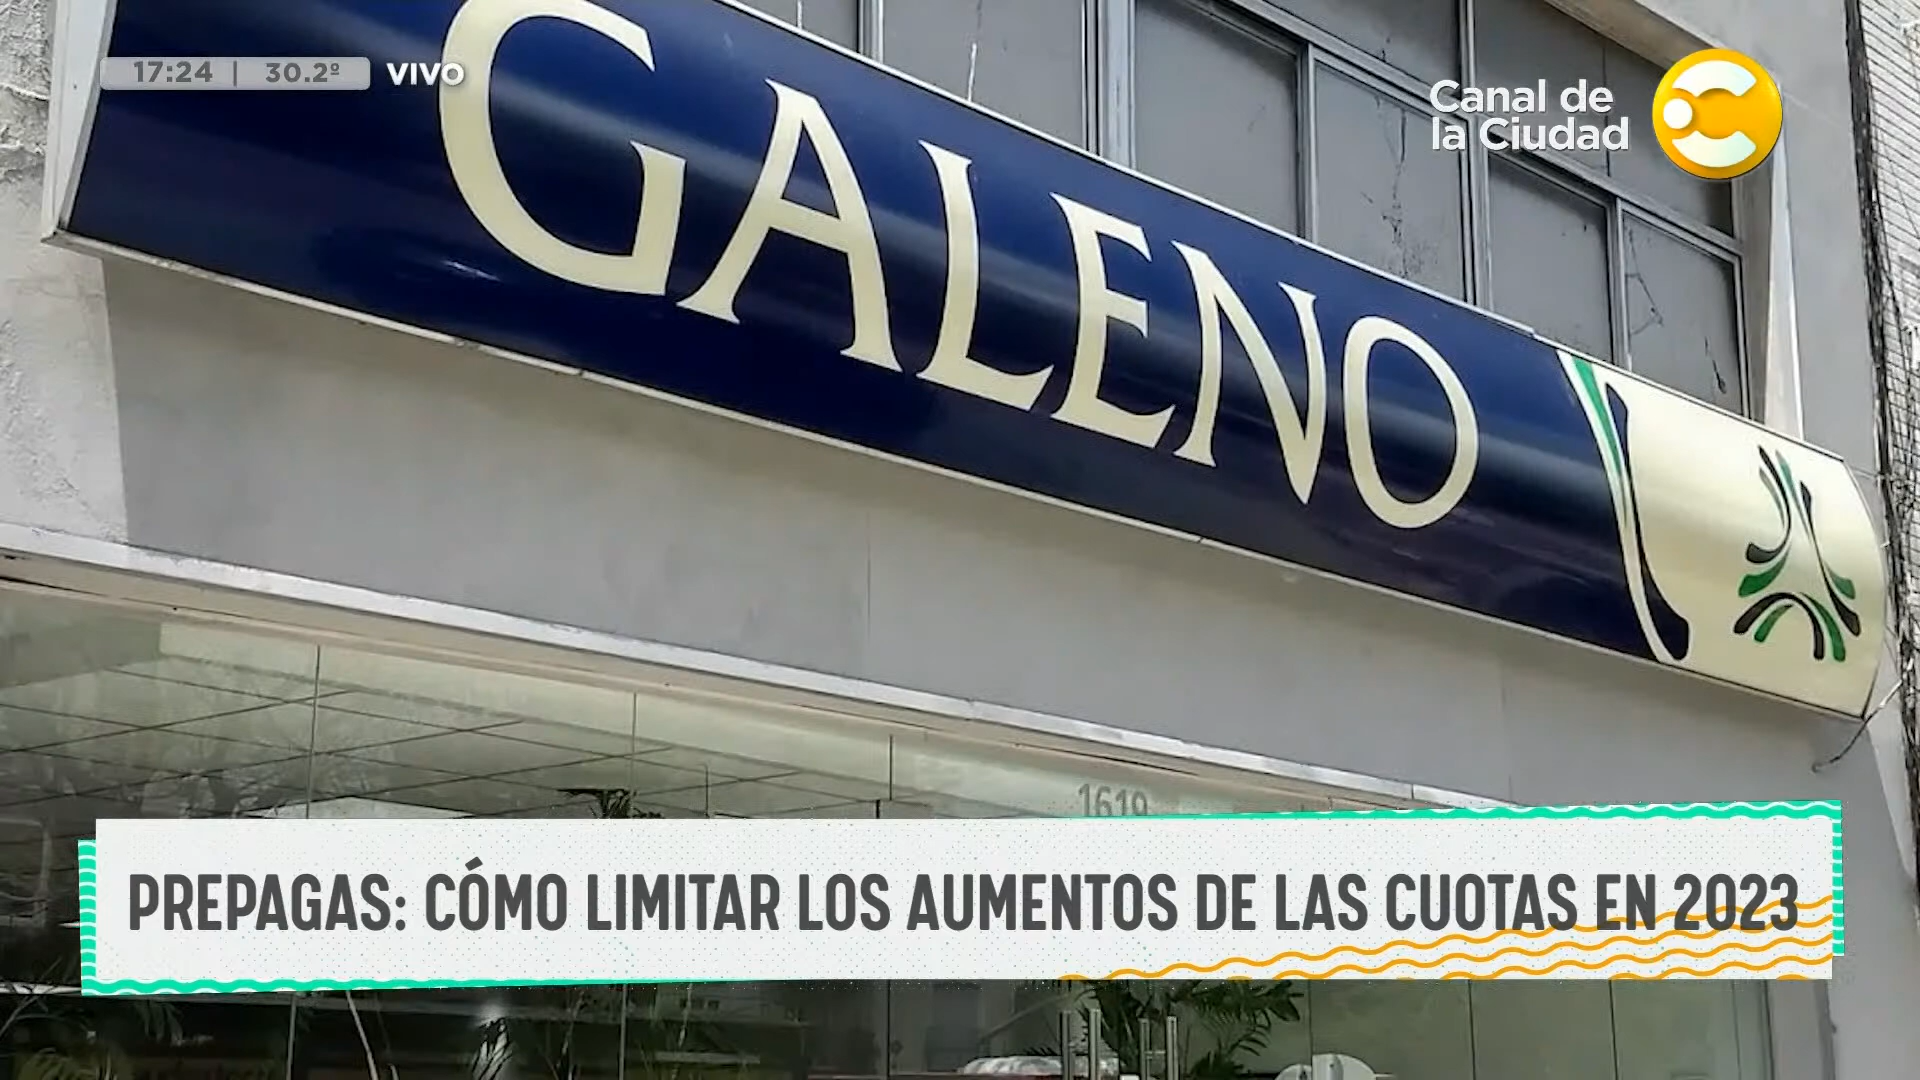 17:24 | 30.2º VIVO
Canal de
la Ciudad
GALENO
1619
PREPAGAS: CÓMO LIMITAR LOS AUMENTOS DE LAS CUOTAS EN 2023